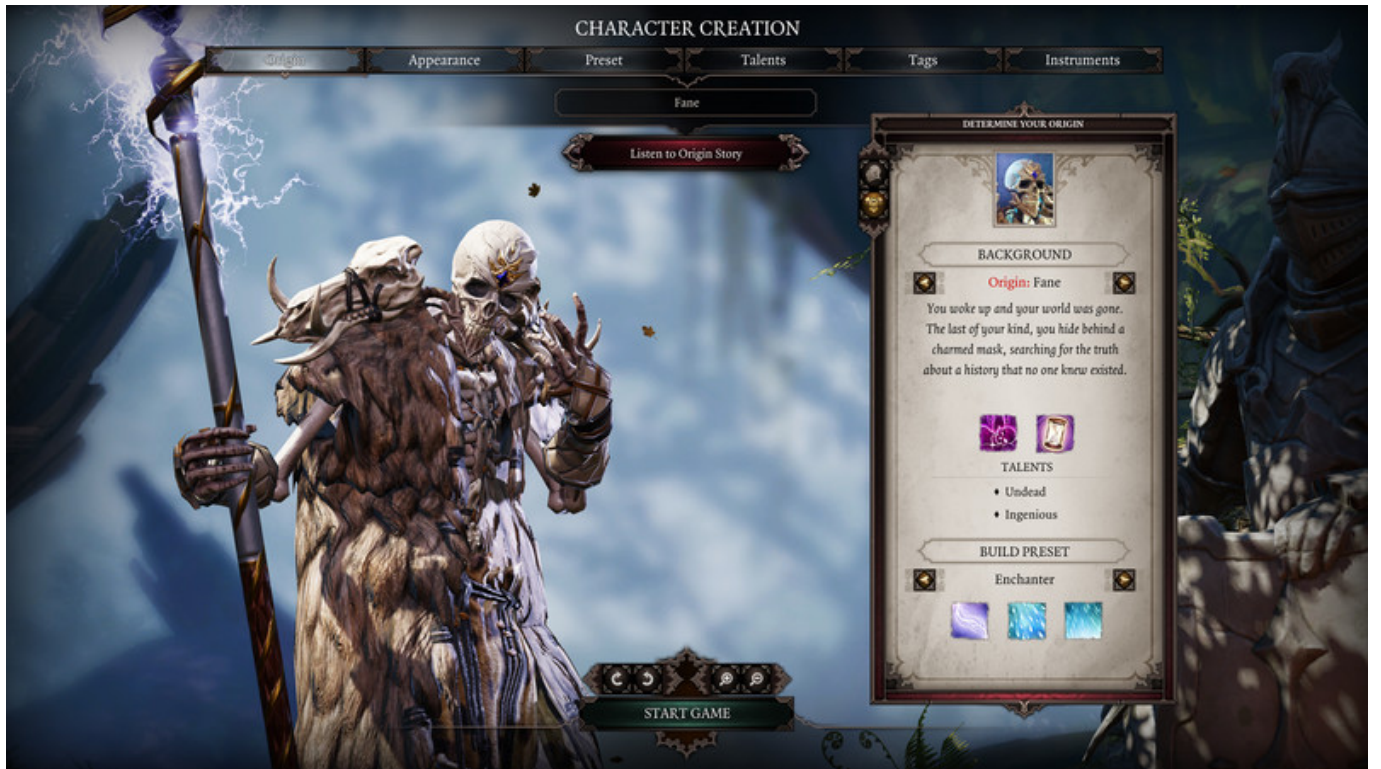 CHARACTER CREATION
Origin
Appearance
Preset
Talents
Tags
Instruments
Fane
Listen to Origin Story
DETERMINE YOUR ORIGIN
BACKGROUND
Origin: Fane
You woke up and your world was gone.
The last of your kind, you hide behind a
charmed mask, searching for the truth
about a history that no one knew existed.
TALENTS
♦ Undead
♦ Ingenious
BUILD PRESET
Enchanter
START GAME